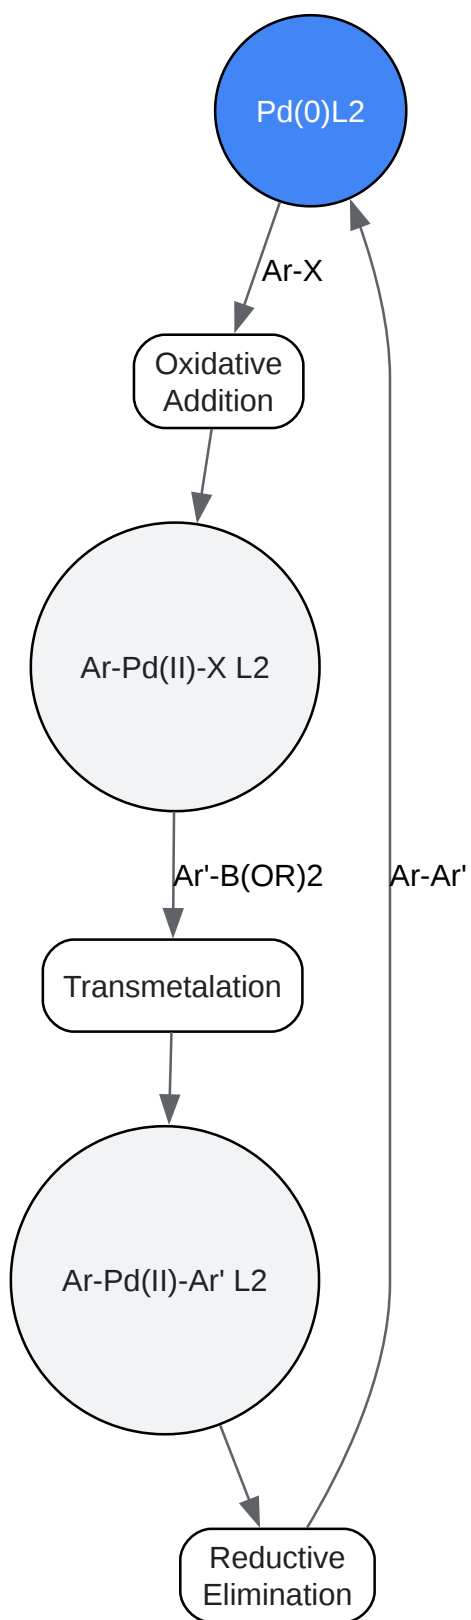 Pd(0)L2
Ar-X
Oxidative
Addition
Ar-Pd(II)-X L2
Ar'-B(OR)2
Ar-Ar'
Transmetalation
Ar-Pd(II)-Ar' L2
Reductive
Elimination